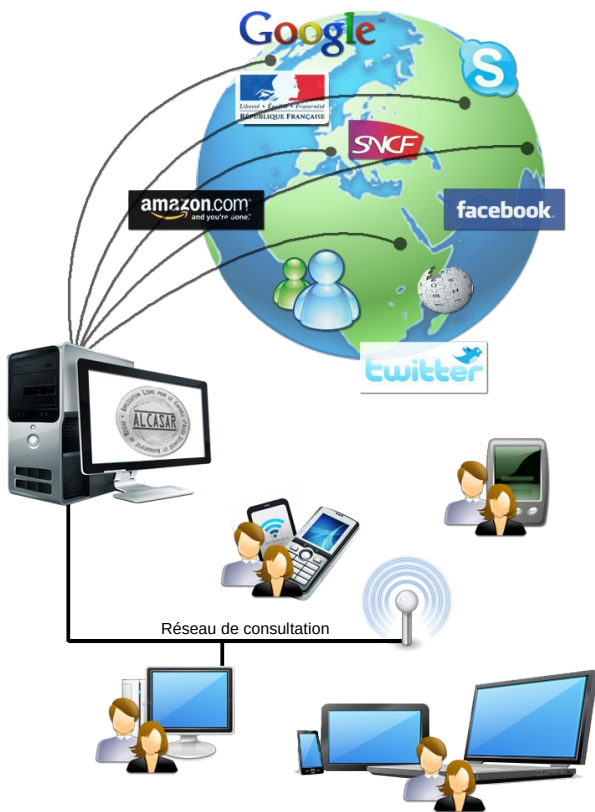 Google
S
Liberté • Égalité • Fraternité
RÉPUBLIQUE FRANÇAISE
SNCF
amazon.com
and you're done.
facebook.
twitter
ALCASAR
Réseau de consultation